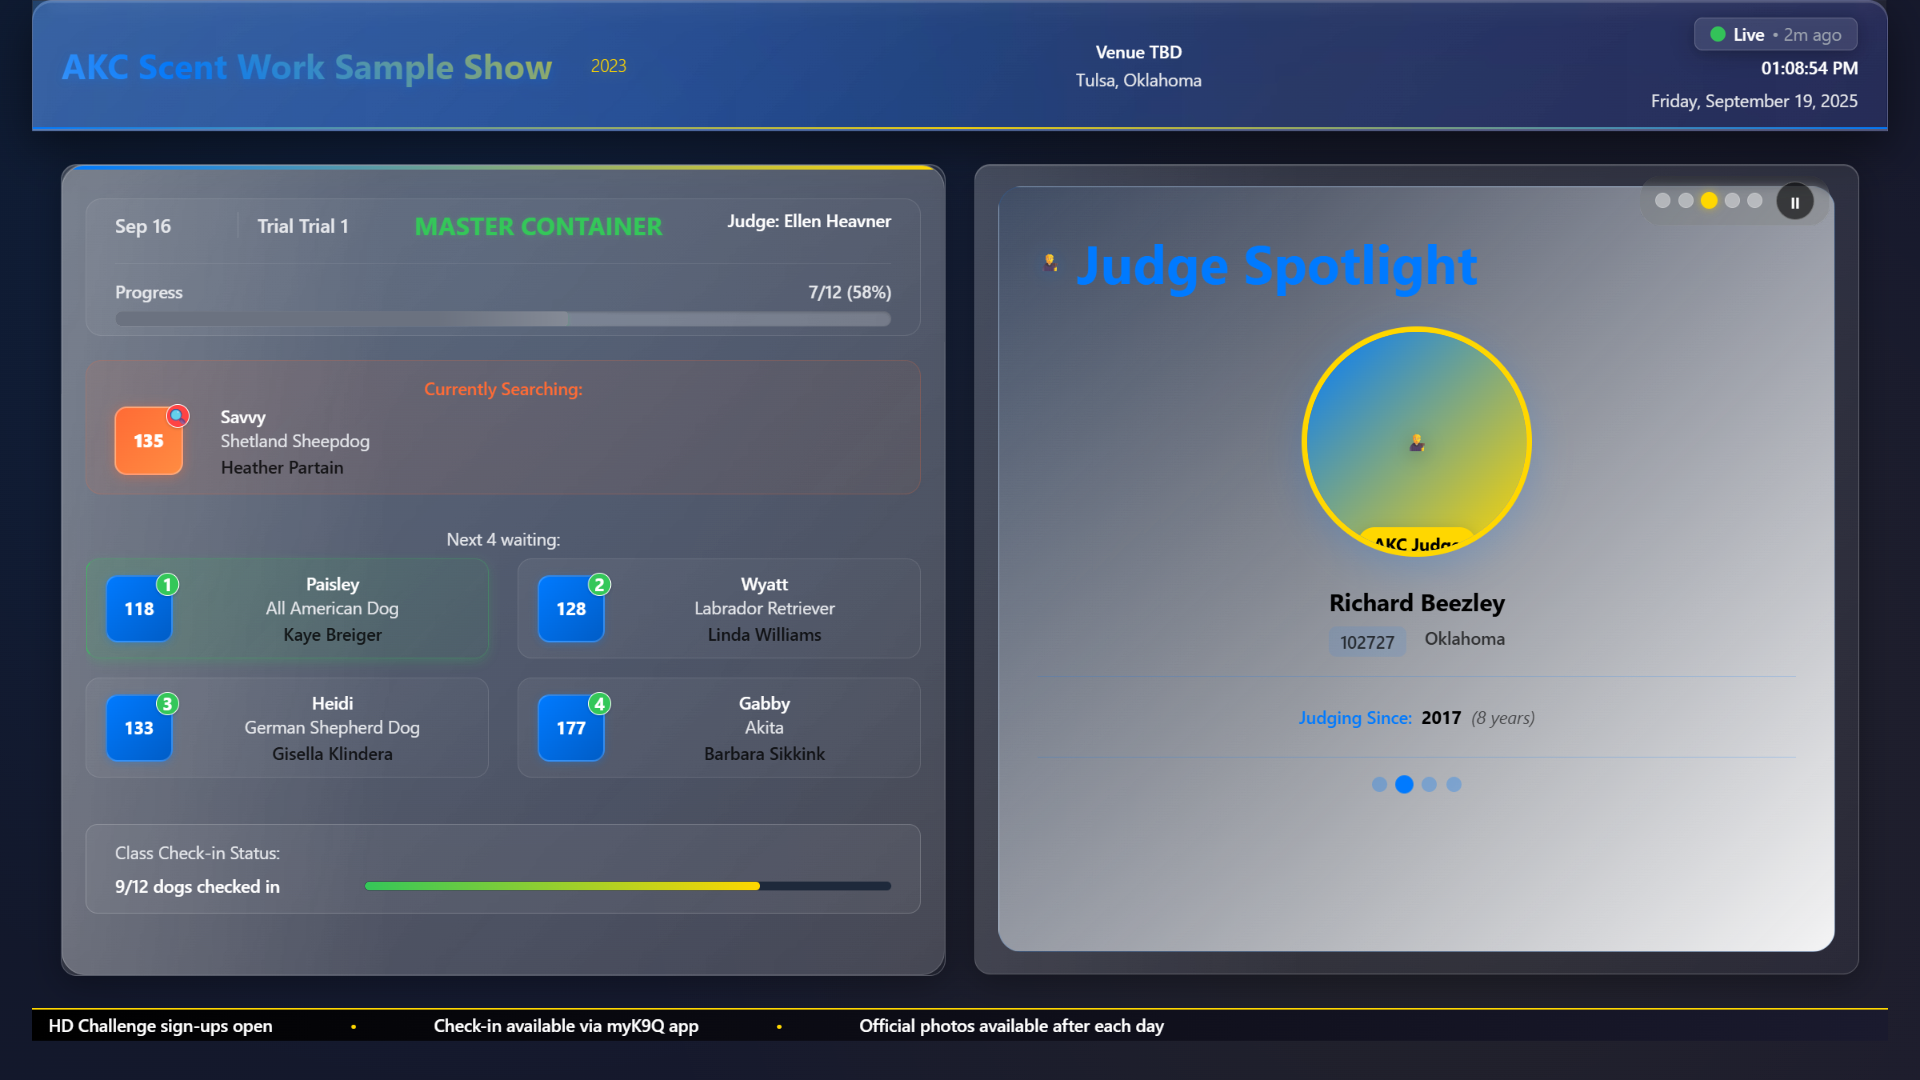 AKC Scent Work Sample Show 2023
Venue TBD
Tulsa, Oklahoma
Live • 2m ago
01:08:54 PM
Friday, September 19, 2025
Sep 16
Trial Trial 1
MASTER CONTAINER
Judge: Ellen Heavner
Progress
7/12 (58%)
Currently Searching:
135
Savvy
Shetland Sheepdog
Heather Partain
Next 4 waiting:
118
1
Paisley
All American Dog
Kaye Breiger
128
2
Wyatt
Labrador Retriever
Linda Williams
133
3
Heidi
German Shepherd Dog
Gisella Klindera
177
4
Gabby
Akita
Barbara Sikkink
Class Check-in Status:
9/12 dogs checked in
Judge Spotlight
AKC Judge
Richard Beezley
102727
Oklahoma
Judging Since: 2017 (8 years)
HD Challenge sign-ups open • Check-in available via myK9Q app • Official photos available after each day